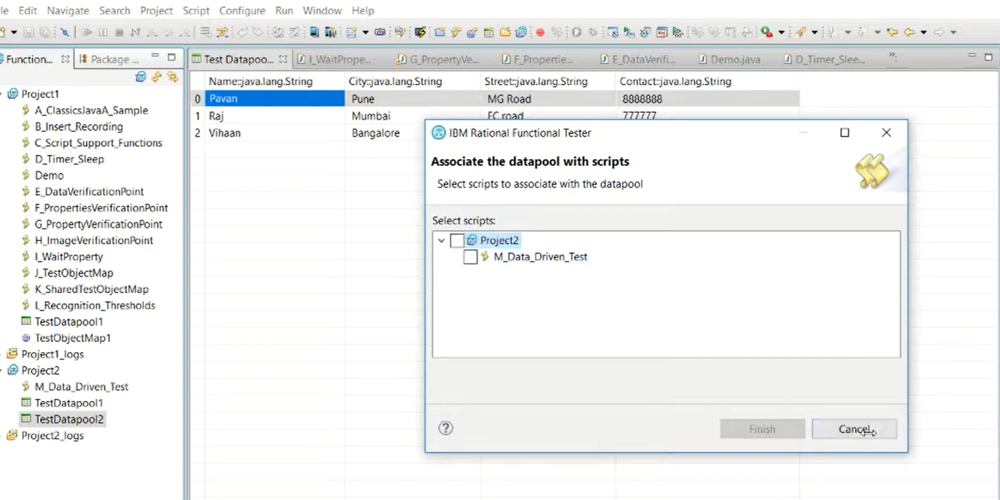 le Edit Navigate Search Project Script Configure Run Window Help
Function... Package ...
Test Datapoo... I_WaitPrope... G_PropertyVe... F_Propertie... E_DataVerifi... Demo.java D_Timer_Slee...
Project1
A_ClassicsJavaA_Sample
B_Insert_Recording
C_Script_Support_Functions
D_Timer_Sleep
Demo
E_DataVerificationPoint
F_PropertiesVerificationPoint
G_PropertyVerificationPoint
H_ImageVerificationPoint
I_WaitProperty
J_TestObjectMap
K_SharedTestObjectMap
L_Recognition_Thresholds
TestDatapool1
TestObjectMap1
Project1_logs
Project2
M_Data_Driven_Test
TestDatapool1
TestDatapool2
Project2_logs
Name::java.lang.String City::java.lang.String Street::java.lang.String Contact::java.lang.String
0 Pavan Pune MG Road 8888888
1 Raj Mumbai FC road 777777
2 Vihaan Bangalore
IBM Rational Functional Tester
Associate the datapool with scripts
Select scripts to associate with the datapool
Select scripts:
Project2
M_Data_Driven_Test
Finish Cancel